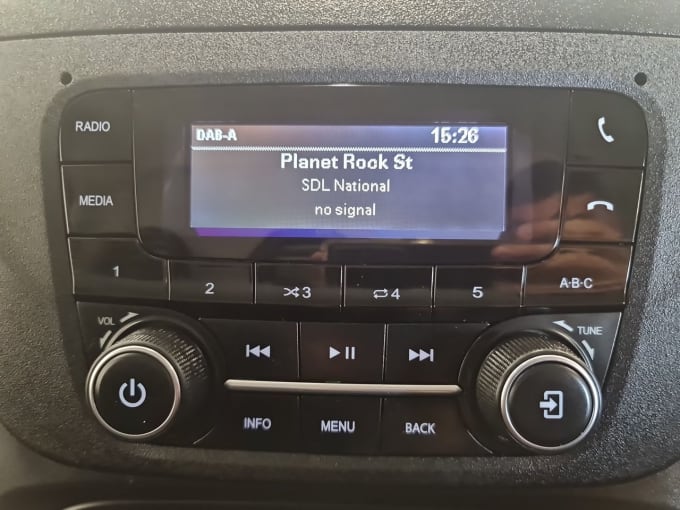 RADIO
DAB-A 15:26
Planet Rock St
SDL National
no signal
MEDIA
1
2
3
4
5
A·B·C
VOL
TUNE
INFO
MENU
BACK